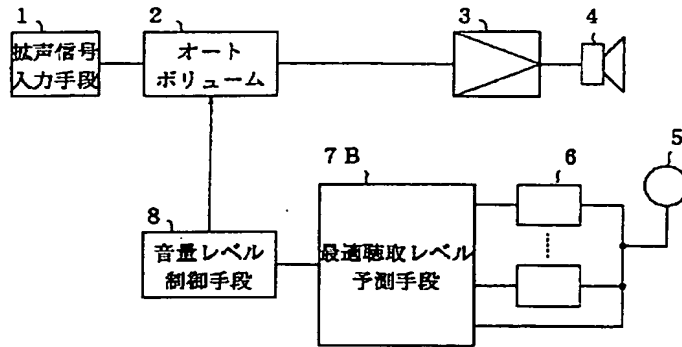 1
2
3
4
拡声信号
入力手段
オート
ボリューム
5
6
7B
8
音量レベル
制御手段
最適聴取レベル
予測手段